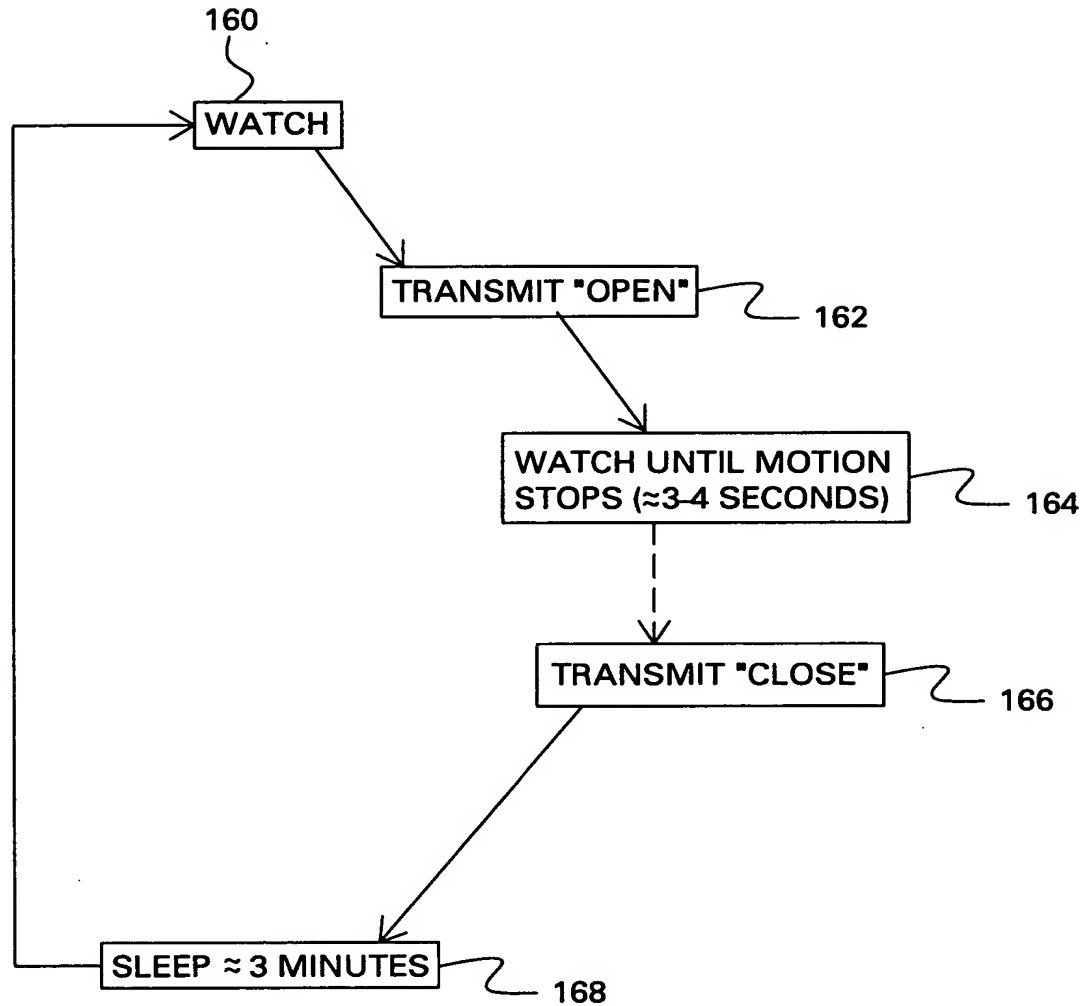 160
WATCH
TRANSMIT "OPEN"
162
WATCH UNTIL MOTION
STOPS (≈3-4 SECONDS)
164
TRANSMIT "CLOSE"
166
SLEEP ≈ 3 MINUTES
168